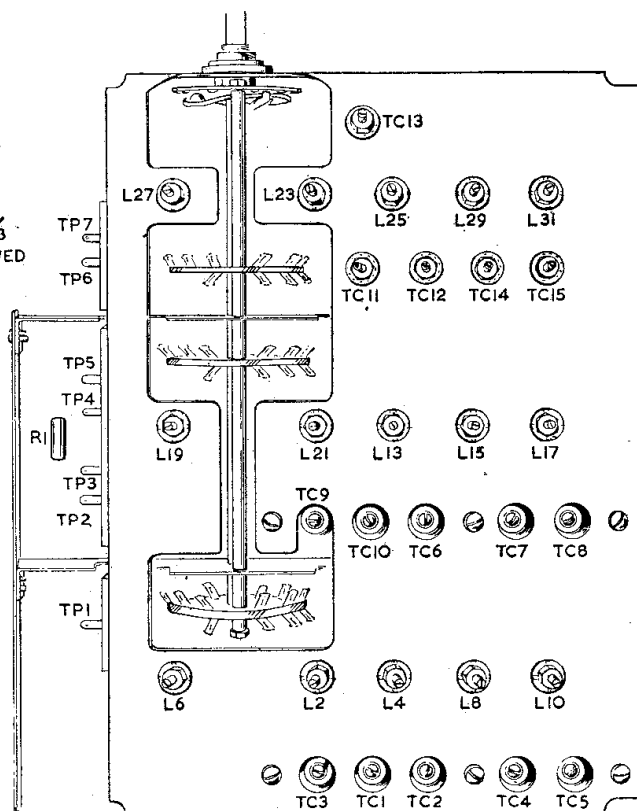 TC13
L27 L23 L25 L29 L31
TP7
TP6 TC11 TC12 TC14 TC15
TP5
TP4
R1 L19 L21 L13 L15 L17
TP3
TC9
TP2 TC10 TC6 TC7 TC8
TP1
L6 L2 L4 L8 L10
TC3 TC1 TC2 TC4 TC5